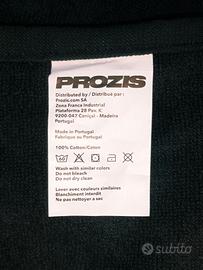 PROZIS
Distributed by / Distribué par :
Prozis.com SA
Zona Franca Industrial
Plataforma 28 Pav. K
9200-047 Caniçal - Madeira
Portugal
Made in Portugal
Fabriqué au Portugal
100% Cotton/Coton
Wash with similar colors
Do not bleach
Do not dry clean
Laver avec couleurs similaires
Blanchiment interdit
Ne pas nettoyer a sec
subito